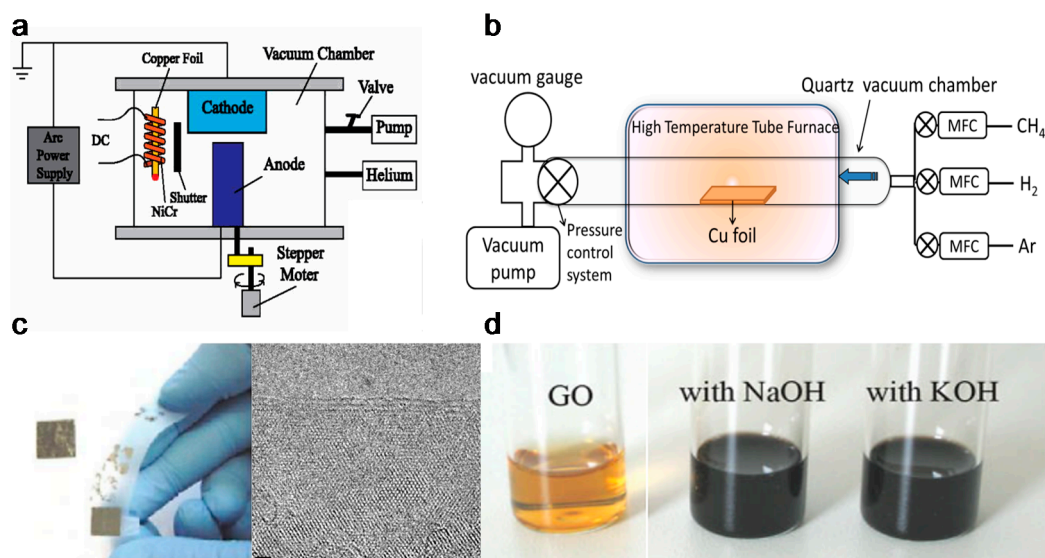 a
Copper Foil
Vacuum Chamber
Valve
Cathode
Pump
DC
Arc
Power
Supply
Anode
Helium
Shutter
NiCr
Stepper
Moter
b
vacuum gauge
Quartz vacuum chamber
High Temperature Tube Furnace
MFC
CH4
MFC
H2
Cu foil
Pressure
control
system
Vacuum
pump
MFC
Ar
c
d
GO
with NaOH
with KOH